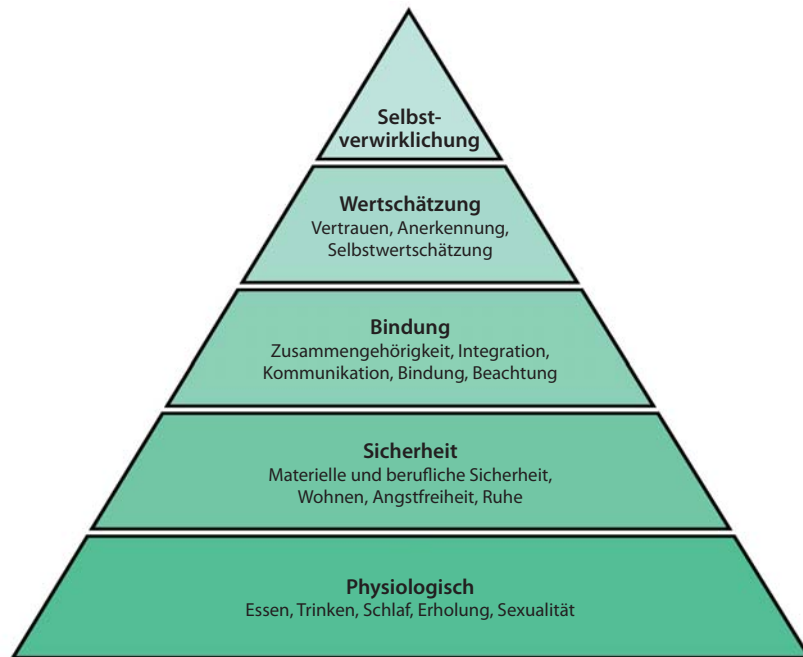 Selbst-
verwirklichung
Wertschätzung
Vertrauen, Anerkennung,
Selbstwertschätzung
Bindung
Zusammengehörigkeit, Integration,
Kommunikation, Bindung, Beachtung
Sicherheit
Materielle und berufliche Sicherheit,
Wohnen, Angstfreiheit, Ruhe
Physiologisch
Essen, Trinken, Schlaf, Erholung, Sexualität